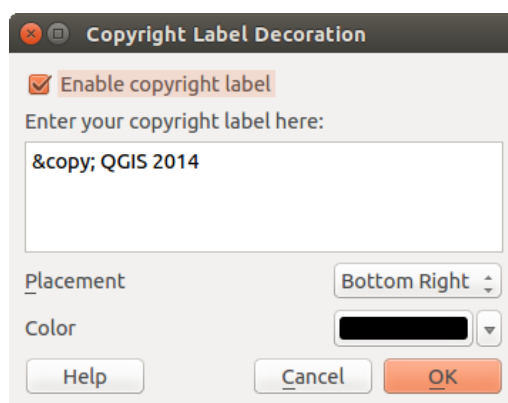 Copyright Label Decoration
Enable copyright label
Enter your copyright label here:
&copy; QGIS 2014
Placement
Bottom Right
Color
Help
Cancel
OK